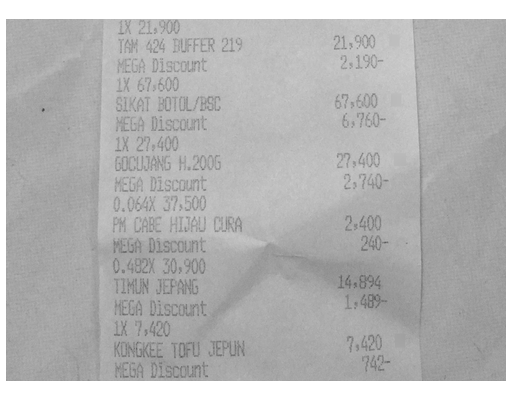 1X 21,900
TAM 424 DUFFER 219 21,900
MEGA Discount 2,190-
1X 67,600
SIKAT BOTOL/BSC 67,600
MEGA Discount 6,760-
1X 27,400
GOCUJANG H.200G 27,400
MEGA Discount 2,740-
0.064X 37,500
PM CABE HIJAU CURA 2,400
MEGA Discount 240-
0.482X 30,900
TIMUN JEPANG 14,894
MEGA Discount 1,489-
1X 7,420
KONGKEE TOFU JEPUN 7,420
MEGA Discount 742-